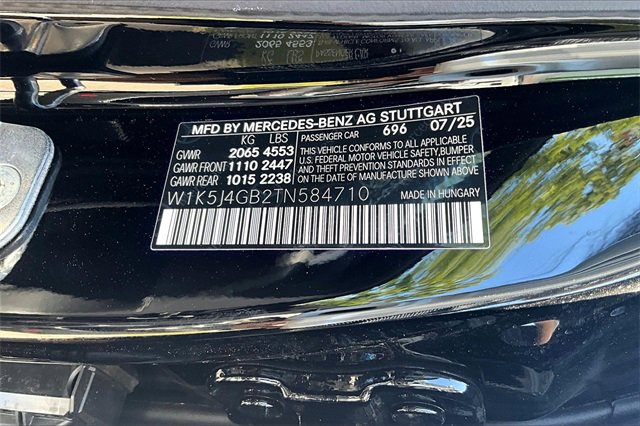 MFD BY MERCEDES-BENZ AG STUTTGART
KG LBS PASSENGER CAR 696 07/25
GVWR 2065 4553
GAWR FRONT 1110 2447
GAWR REAR 1015 2238
THIS VEHICLE CONFORMS TO ALL APPLICABLE
U.S. FEDERAL MOTOR VEHICLE SAFETY, BUMPER
AND THEFT PREVENTION STANDARDS IN EFFECT ON
THE DATE OF MANUFACTURE SHOWN ABOVE
W1K5J4GB2TN584710 MADE IN HUNGARY